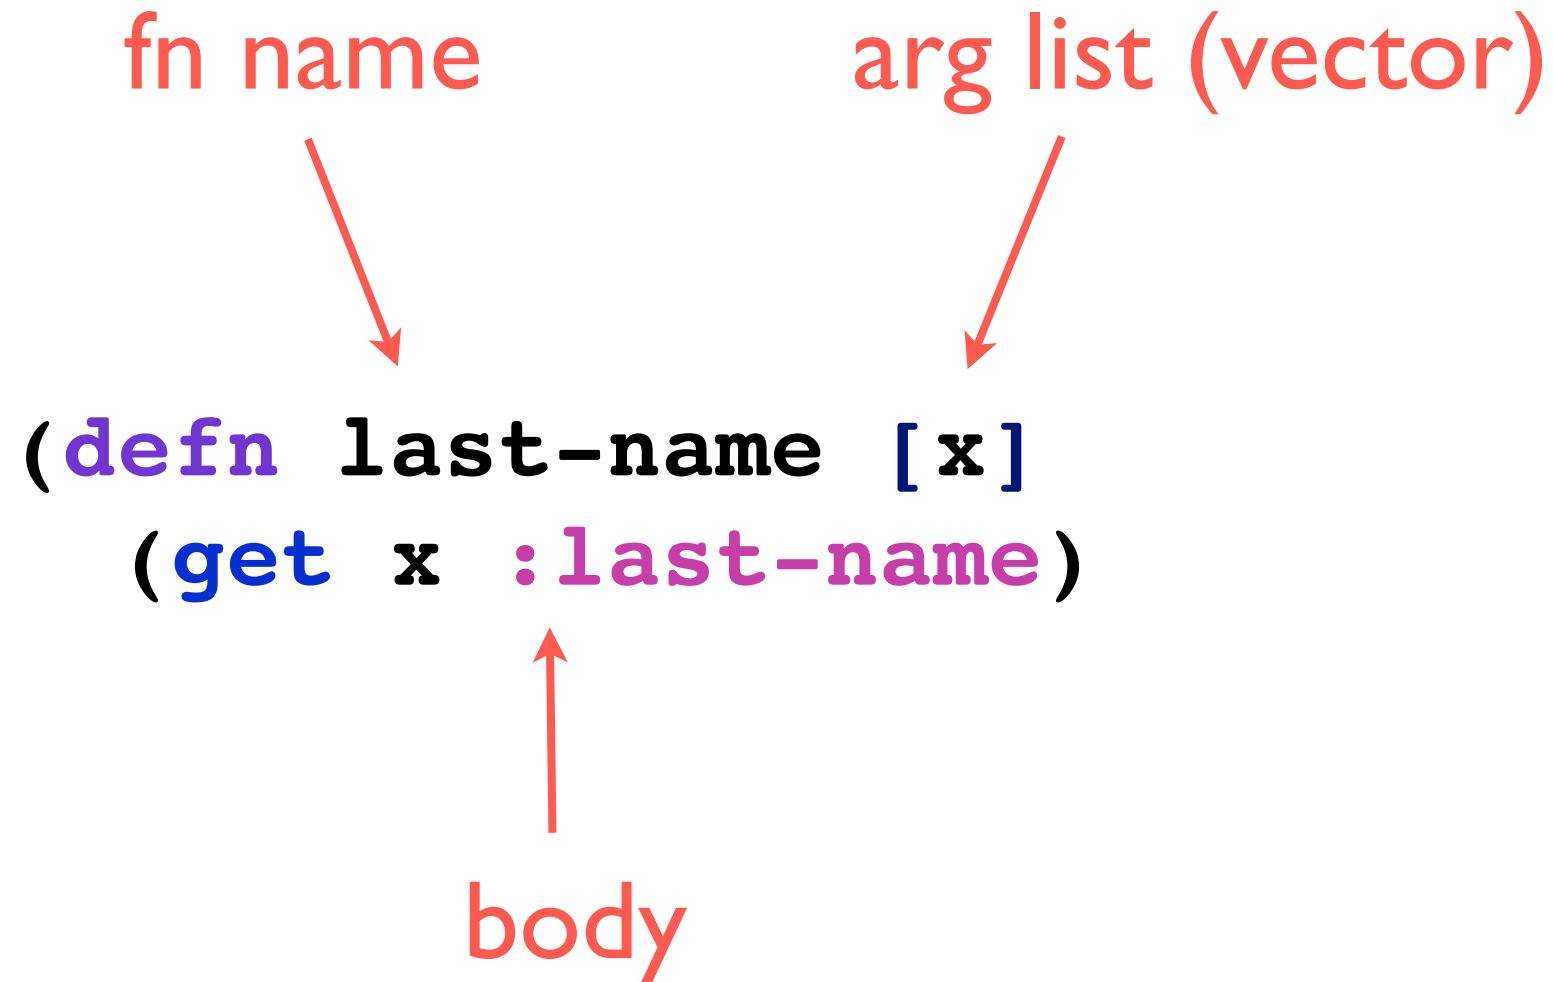 fn name
arg list (vector)
(defn last-name [x]
(get x :last-name)
body